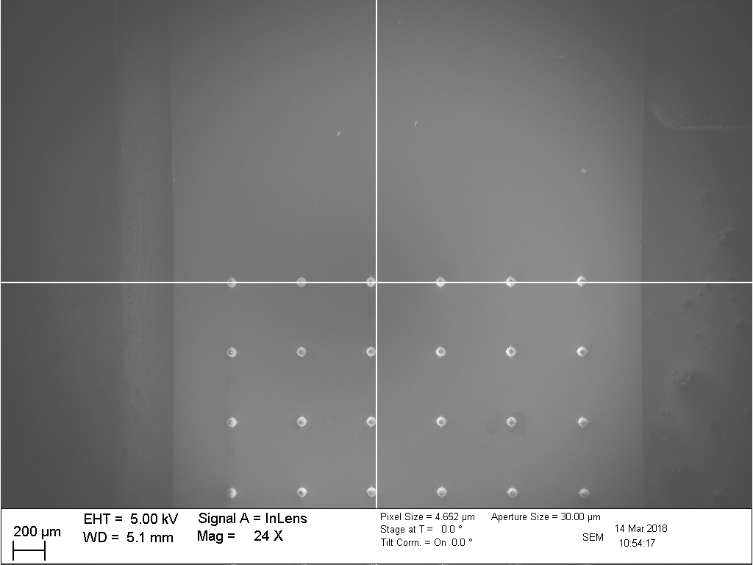 200 µm
EHT = 5.00 kV
WD = 5.1 mm
Signal A = InLens
Mag = 24 X
Pixel Size = 4.652 µm
Aperture Size = 30.00 µm
Stage at T = 0.0 °
Tilt Corrn. = On 0.0 °
SEM
14 Mar 2018
10:54:17